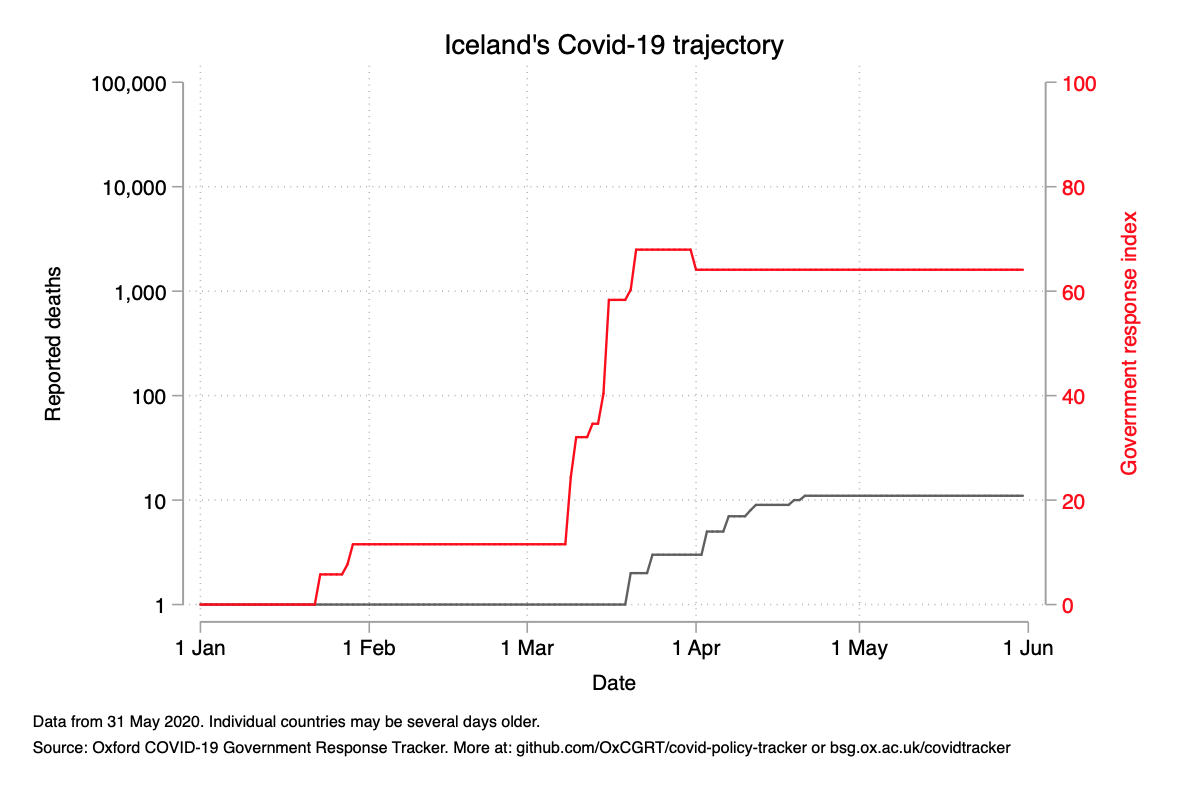 Iceland's Covid-19 trajectory
100,000
10,000
1,000
100
10
1
Reported deaths
100
80
60
40
20
0
Government response index
1 Jan
1 Feb
1 Mar
1 Apr
1 May
1 Jun
Date
Data from 31 May 2020. Individual countries may be several days older.
Source: Oxford COVID-19 Government Response Tracker. More at: github.com/OxCGRT/covid-policy-tracker or bsg.ox.ac.uk/covidtracker